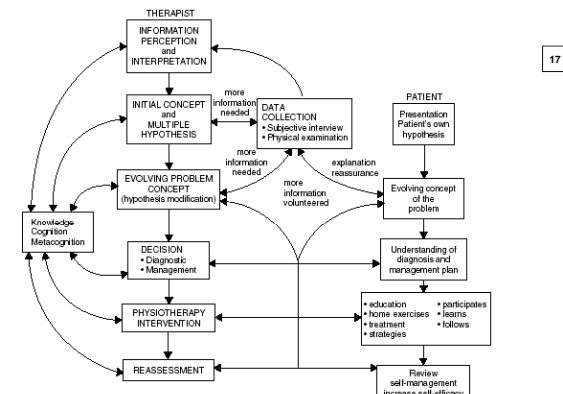 THERAPIST
INFORMATION
PERCEPTION
and
INTERPRETATION
17
more
information
needed
PATIENT
INITIAL CONCEPT
and
MULTIPLE
HYPOTHESIS
DATA
COLLECTION
• Subjective interview
• Physical examination
Presentation
Patient's own
hypothesis
more
information
needed
explanation
reassurance
more
information
volunteered
EVOLVING PROBLEM
CONCEPT
(hypothesis modification)
Evolving concept
of the
problem
Knowledge
Cognition
Metacognition
DECISION
• Diagnostic
• Management
Understanding of
diagnosis and
management plan
PHYSIOTHERAPY
INTERVENTION
• education
• home exercises
• treatment
• strategies
• participates
• learns
• follows
REASSESSMENT
Review
self-management
increase self-efficacy